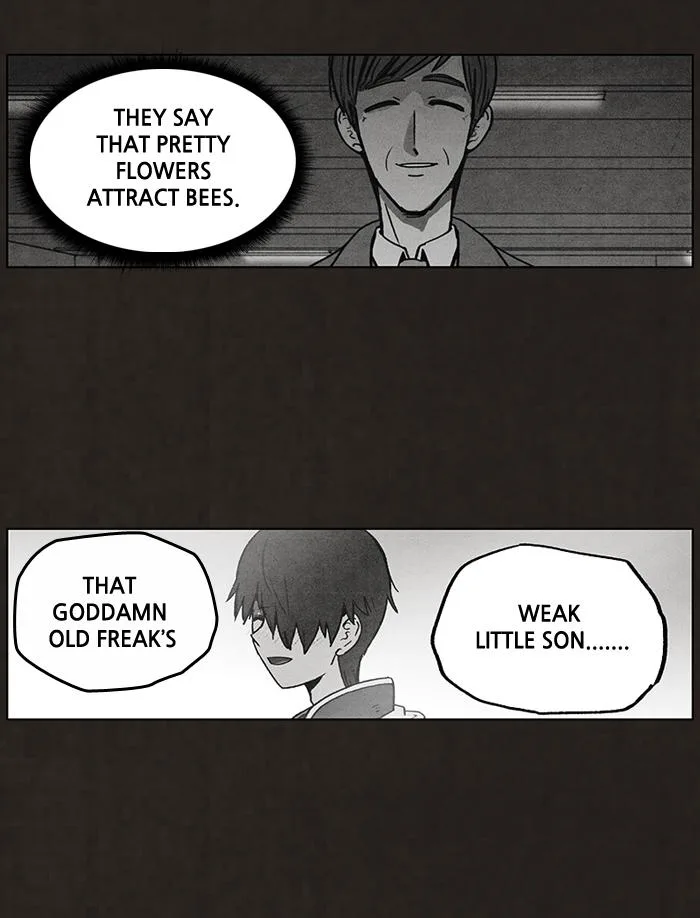 THEY SAY
THAT PRETTY
FLOWERS
ATTRACT BEES.
THAT
GODDAMN
OLD FREAK'S
WEAK
LITTLE SON.......